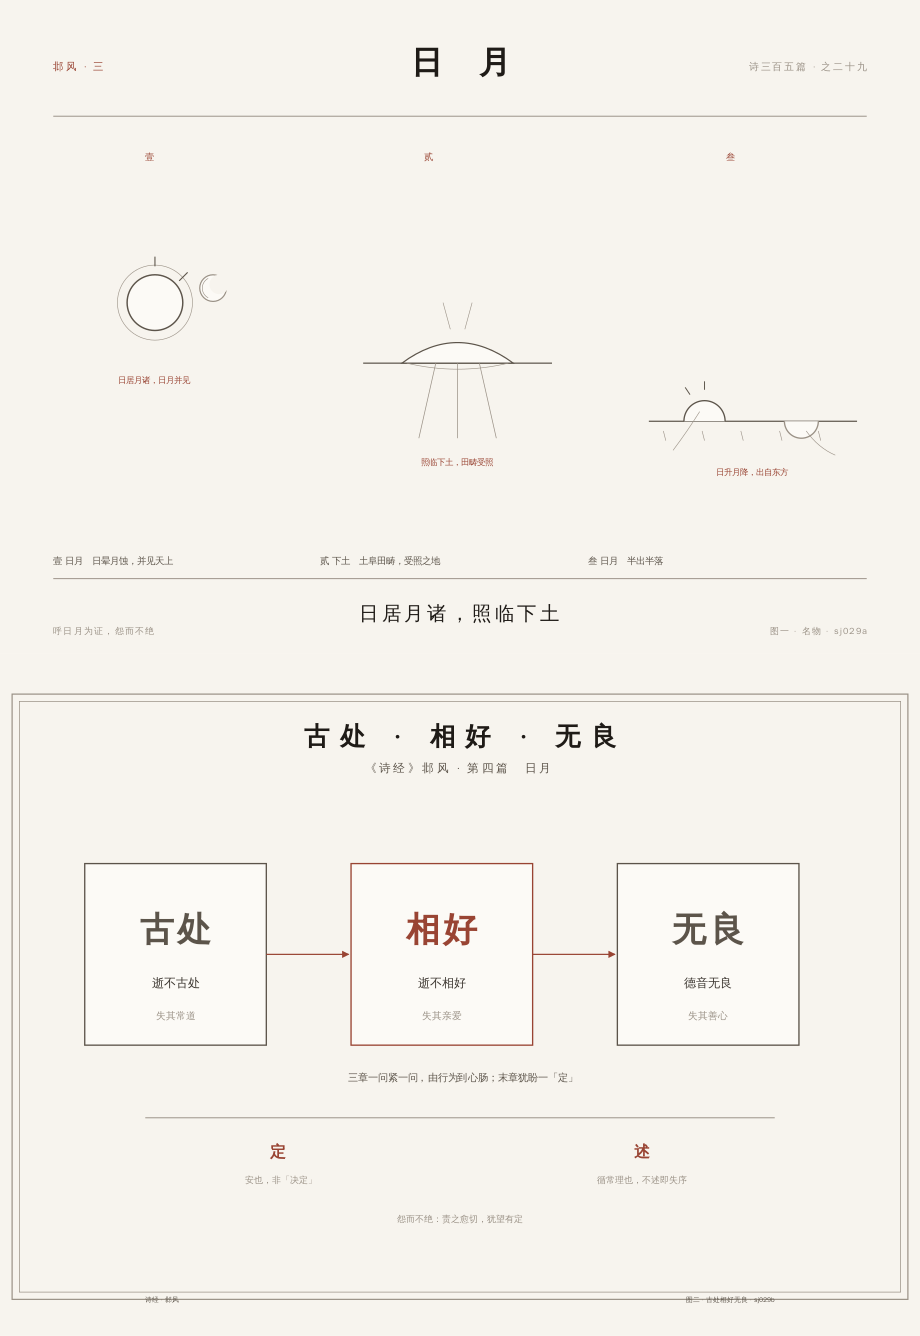 邶风 · 三
日 月
诗三百五篇 · 之二十九
壹
贰
叁
日居月诸，日月并见
照临下土，田畴受照
日升月降，出自东方
壹 日月　日晕月蚀，并见天上
贰 下土　土阜田畴，受照之地
叁 日月　半出半落
日居月诸，照临下土
呼日月为证，怨而不绝
图一 · 名物 · sj029a
古处 · 相好 · 无良
《诗经》邶风 · 第四篇　日月
古处
相好
无良
逝不古处
逝不相好
德音无良
失其常道
失其亲爱
失其善心
三章一问紧一问，由行为到心肠；末章犹盼一「定」
定
述
安也，非「决定」
循常理也，不述即失序
怨而不绝：责之愈切，犹望有定
诗经 · 邶风
图二 · 古处相好无良 · sj029b